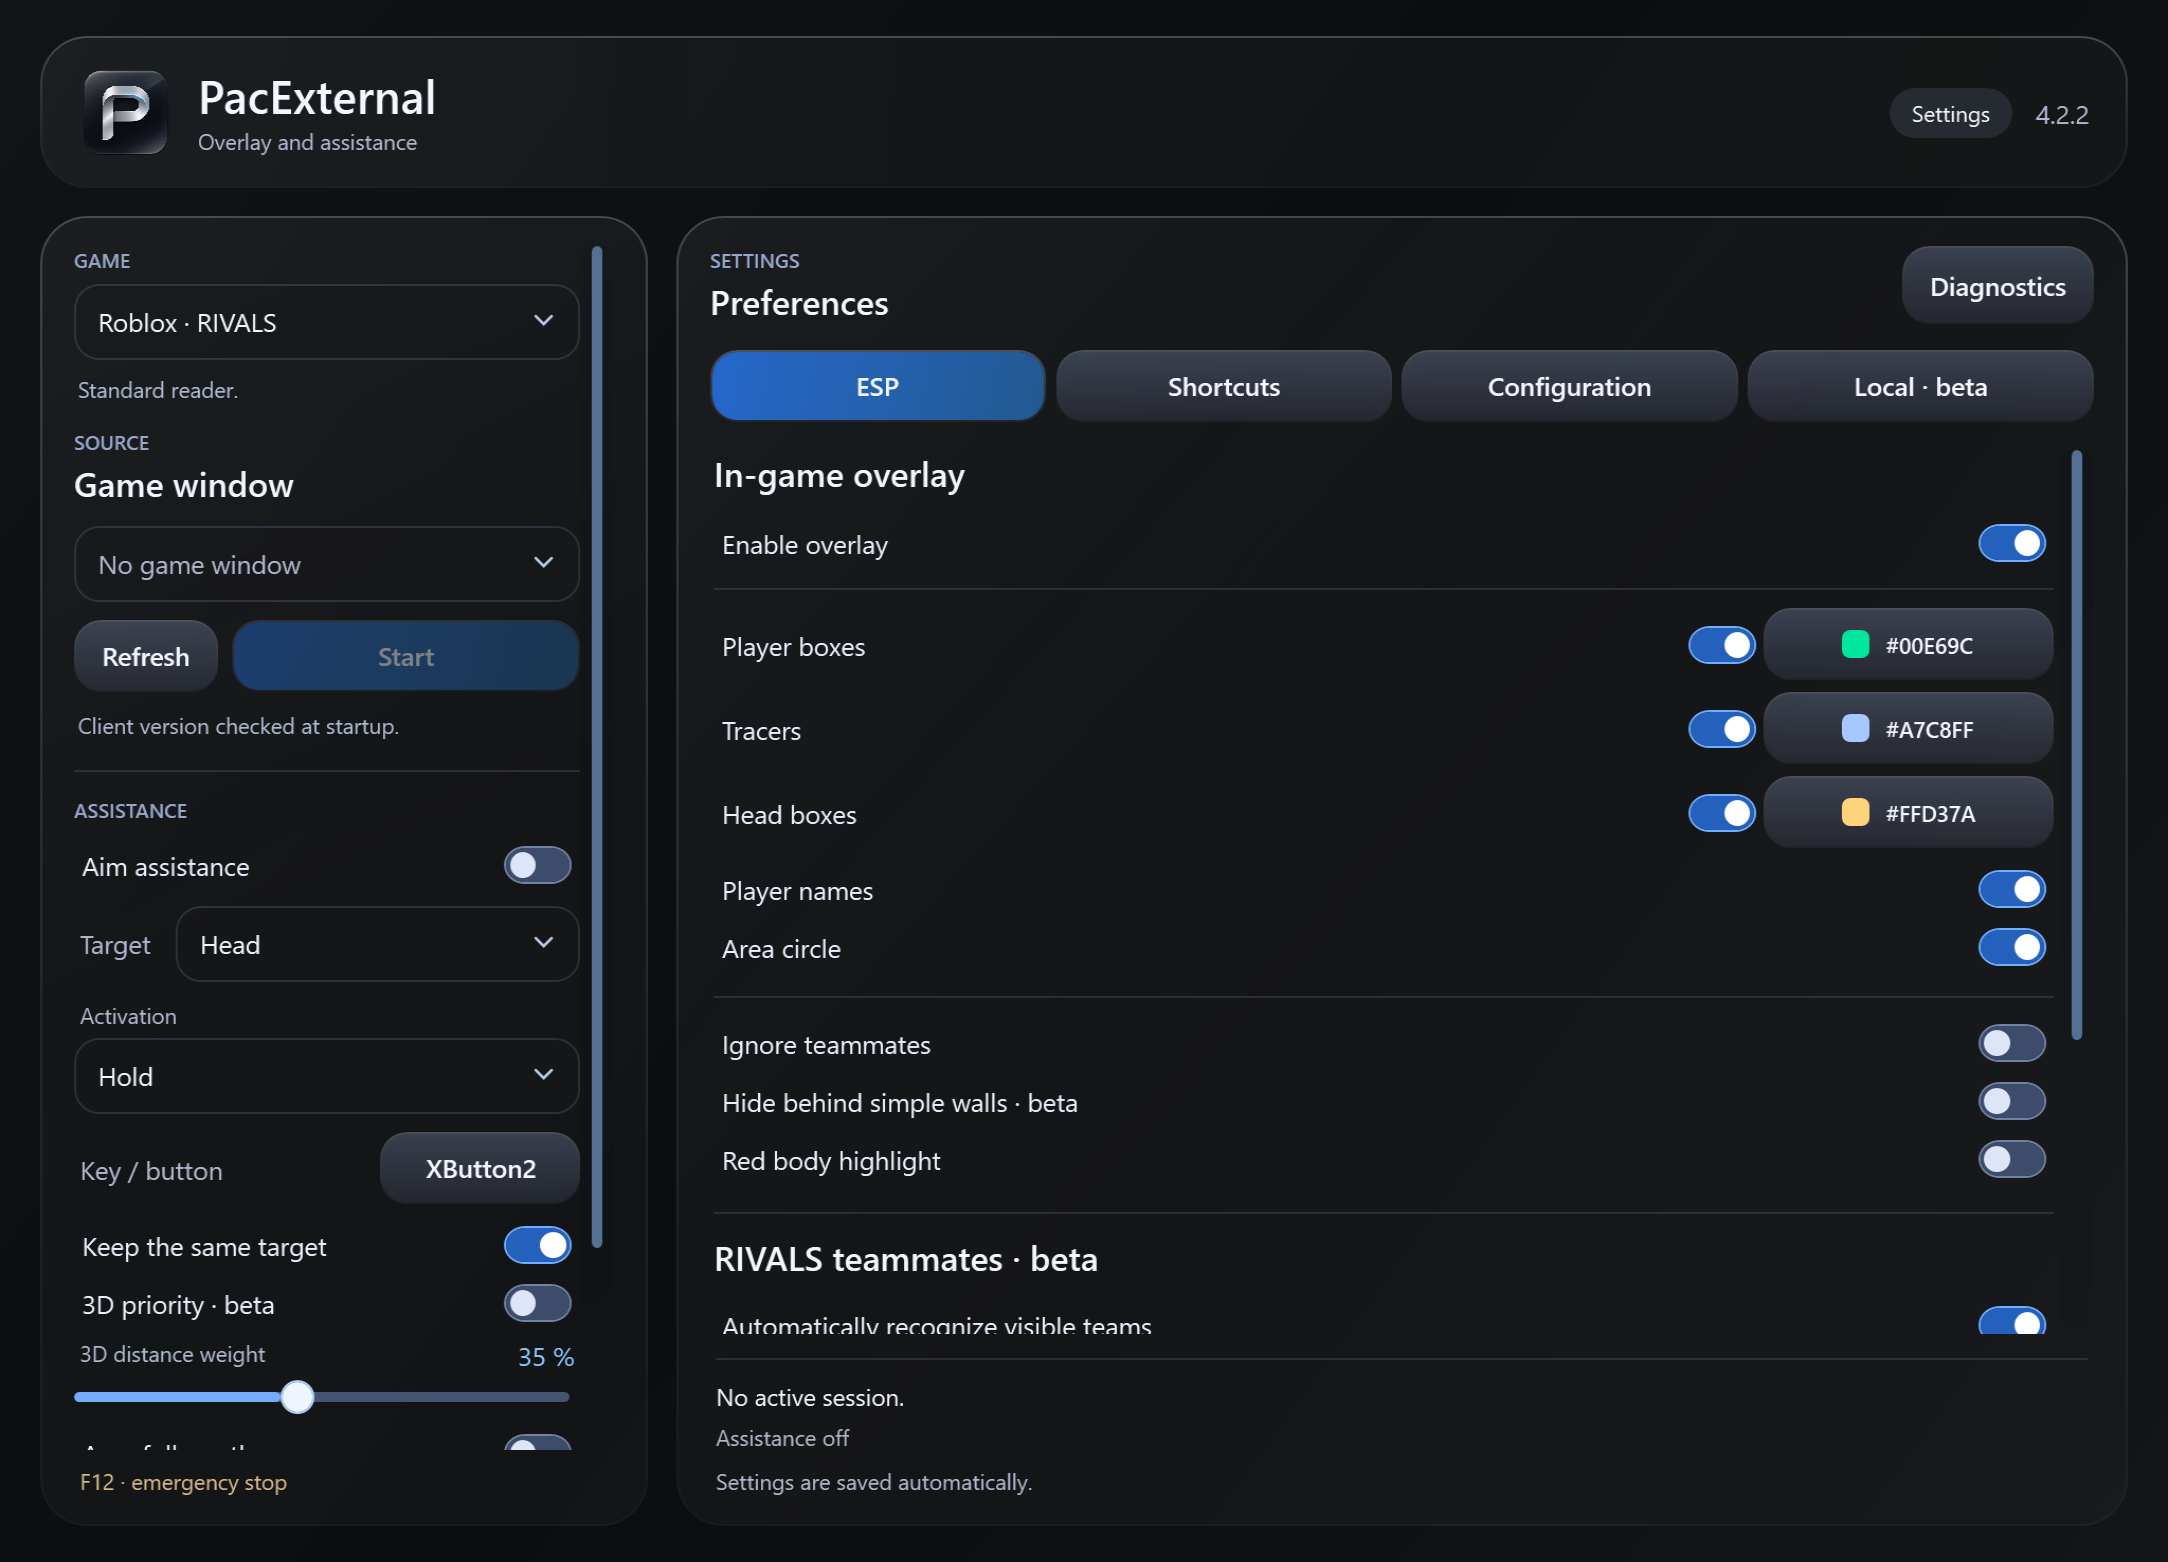 PacExternal
Overlay and assistance
Settings
4.2.2
GAME
Roblox · RIVALS
Standard reader.
SOURCE
Game window
No game window
Refresh
Start
Client version checked at startup.
ASSISTANCE
Aim assistance
Target
Head
Activation
Hold
Key / button
XButton2
Keep the same target
3D priority · beta
3D distance weight
35 %
F12 · emergency stop
SETTINGS
Preferences
Diagnostics
ESP
Shortcuts
Configuration
Local · beta
In-game overlay
Enable overlay
Player boxes
#00E69C
Tracers
#A7C8FF
Head boxes
#FFD37A
Player names
Area circle
Ignore teammates
Hide behind simple walls · beta
Red body highlight
RIVALS teammates · beta
Automatically recognize visible teams
No active session.
Assistance off
Settings are saved automatically.